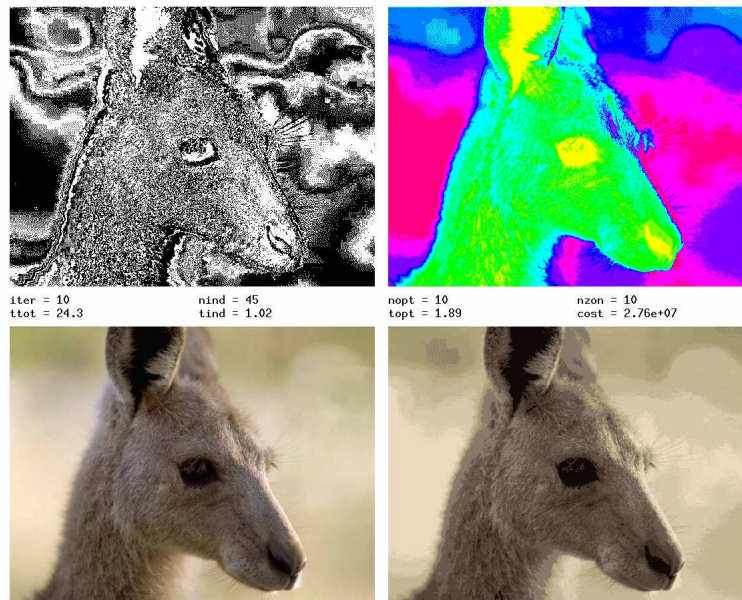 iter = 10 nind = 45 nopt = 10 nzon = 10
ttot = 24.3 tind = 1.02 topt = 1.89 cost = 2.76e+07